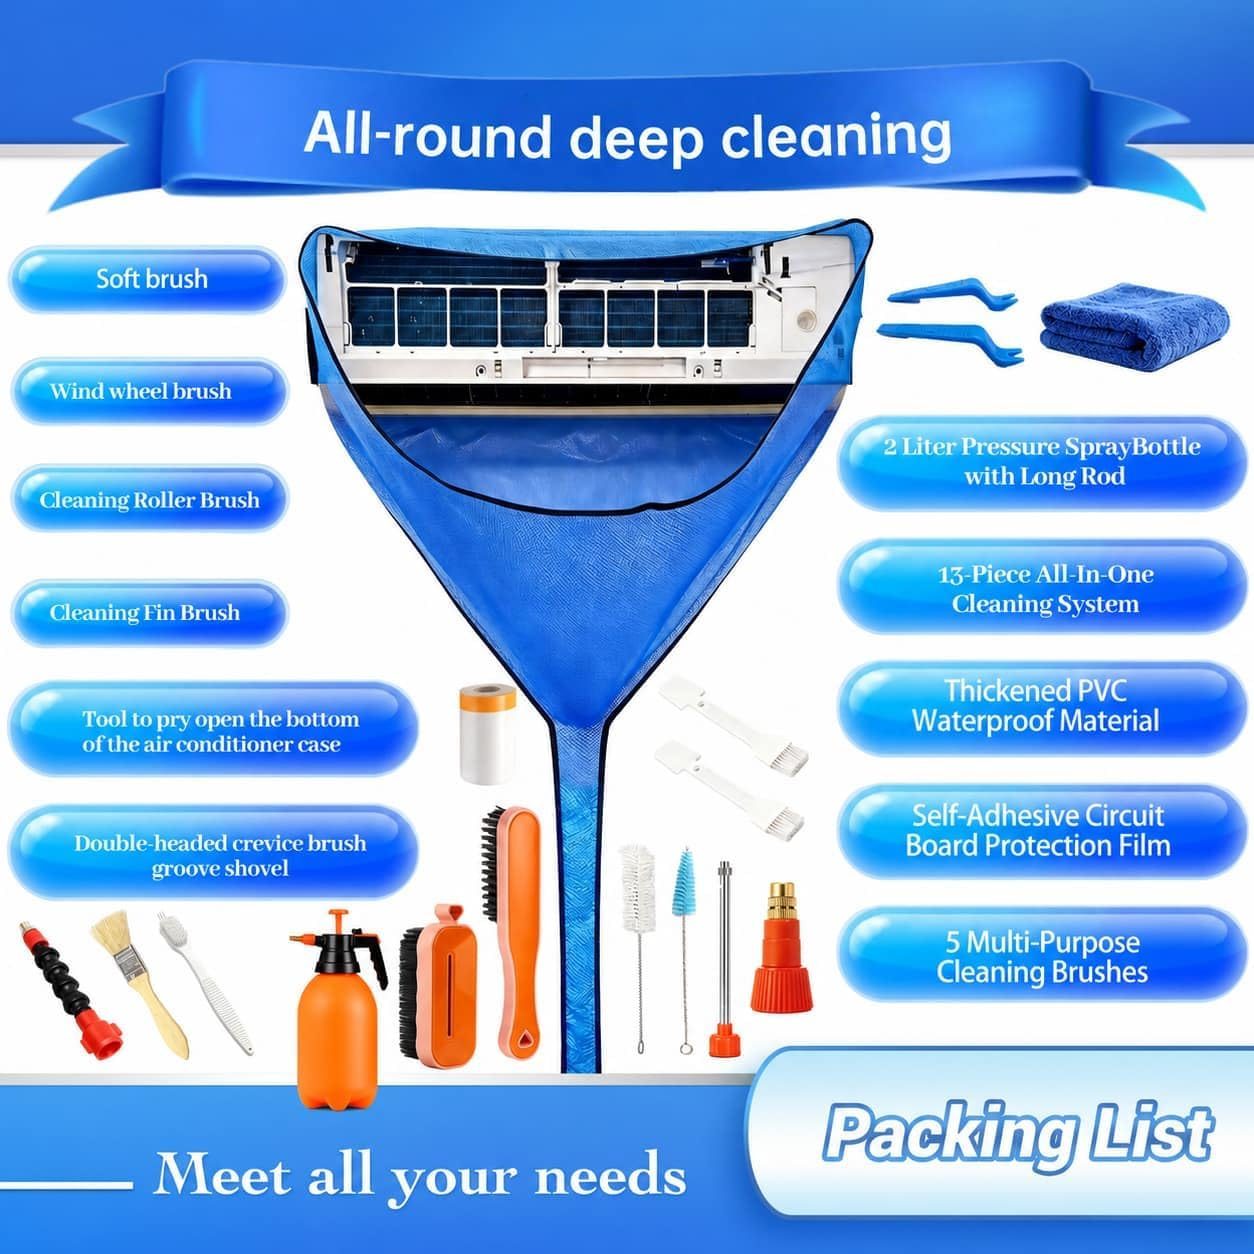 All-round deep cleaning
Soft brush
Wind wheel brush
Cleaning Roller Brush
Cleaning Fin Brush
Tool to pry open the bottom
of the air conditioner case
Double-headed crevice brush
groove shovel
2 Liter Pressure SprayBottle
with Long Rod
13-Piece All-In-One
Cleaning System
Thickened PVC
Waterproof Material
Self-Adhesive Circuit
Board Protection Film
5 Multi-Purpose
Cleaning Brushes
Meet all your needs
Packing List